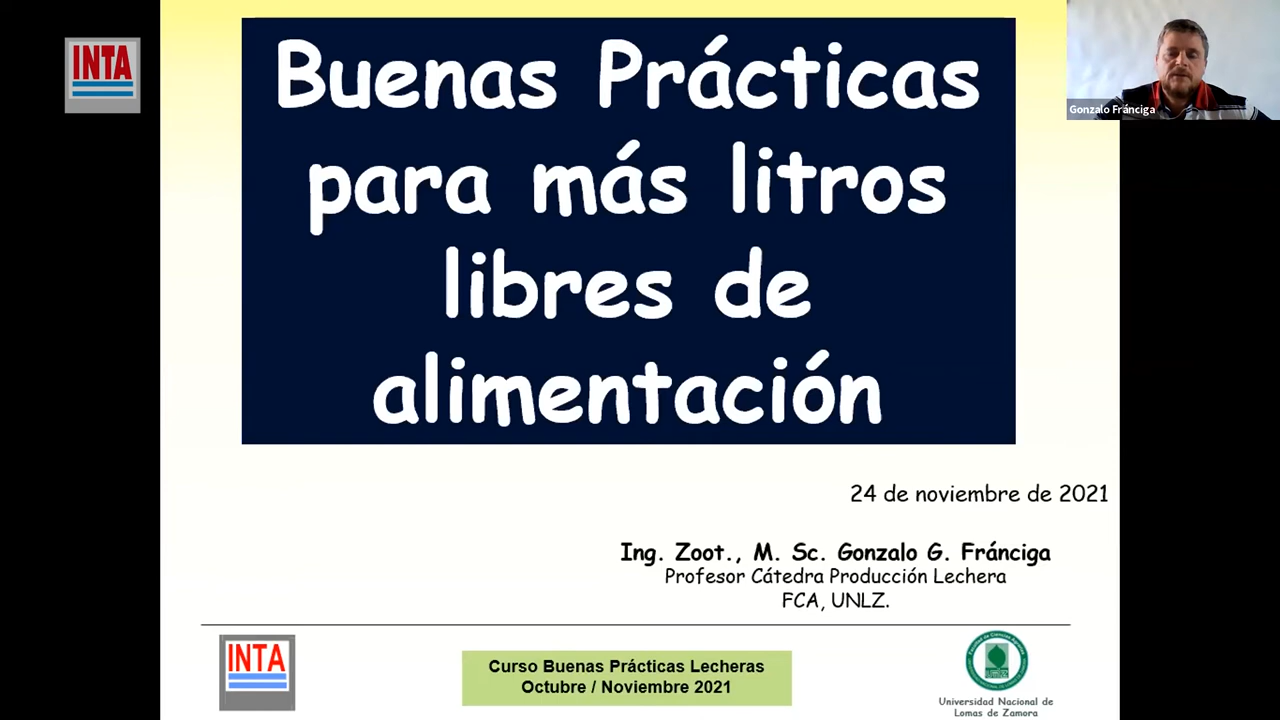 INTA
Buenas Prácticas
para más litros
libres de
alimentación
Gonzalo Fránciga
24 de noviembre de 2021
Ing. Zoot., M. Sc. Gonzalo G. Fránciga
Profesor Cátedra Producción Lechera
FCA, UNLZ.
INTA
Curso Buenas Prácticas Lecheras
Octubre / Noviembre 2021
Universidad Nacional de
Lomas de Zamora